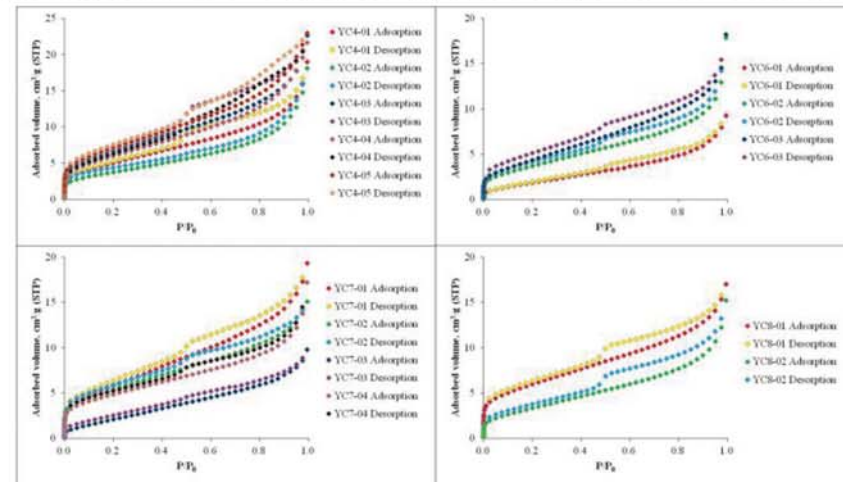 25
20
15
10
5
0
Adsorbed volume, cm³/g (STP)
0.0 0.2 0.4 0.6 0.8 1.0
P/P₀
YC4-01 Adsorption
YC4-01 Desorption
YC4-02 Adsorption
YC4-02 Desorption
YC4-03 Adsorption
YC4-03 Desorption
YC4-04 Adsorption
YC4-04 Desorption
YC4-05 Adsorption
YC4-05 Desorption
20
15
10
5
0
Adsorbed volume, cm³/g (STP)
0.0 0.2 0.4 0.6 0.8 1.0
P/P₀
YC6-01 Adsorption
YC6-01 Desorption
YC6-02 Adsorption
YC6-02 Desorption
YC6-03 Adsorption
YC6-03 Desorption
20
15
10
5
0
Adsorbed volume, cm³/g (STP)
0.0 0.2 0.4 0.6 0.8 1.0
P/P₀
YC7-01 Adsorption
YC7-01 Desorption
YC7-02 Adsorption
YC7-02 Desorption
YC7-03 Adsorption
YC7-03 Desorption
YC7-04 Adsorption
YC7-04 Desorption
20
15
10
5
0
Adsorbed volume, cm³/g (STP)
0.0 0.2 0.4 0.6 0.8 1.0
P/P₀
YC8-01 Adsorption
YC8-01 Desorption
YC8-02 Adsorption
YC8-02 Desorption